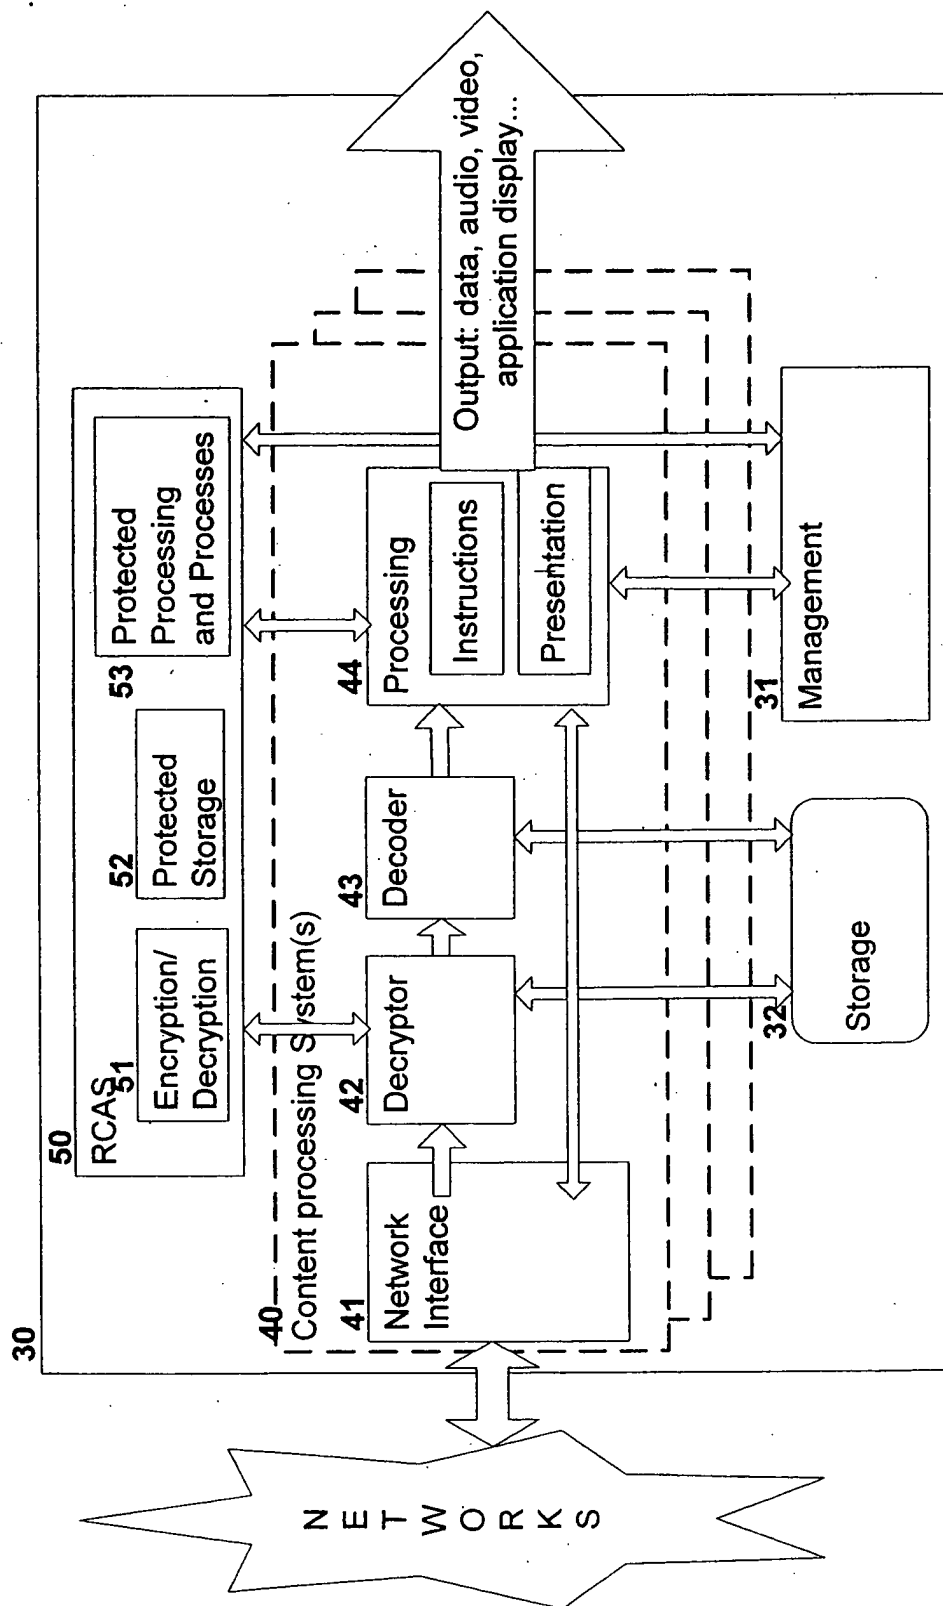 30
50
RCAS
51
Encryption/
Decryption
52
Protected
Storage
53
Protected
Processing
and Processes
40
Content processing System(s)
41
Network
Interface
42
Decryptor
43
Decoder
44
Processing
Instructions
Presentation
Output: data, audio, video,
application display...
NETWORKS
32
Storage
31
Management